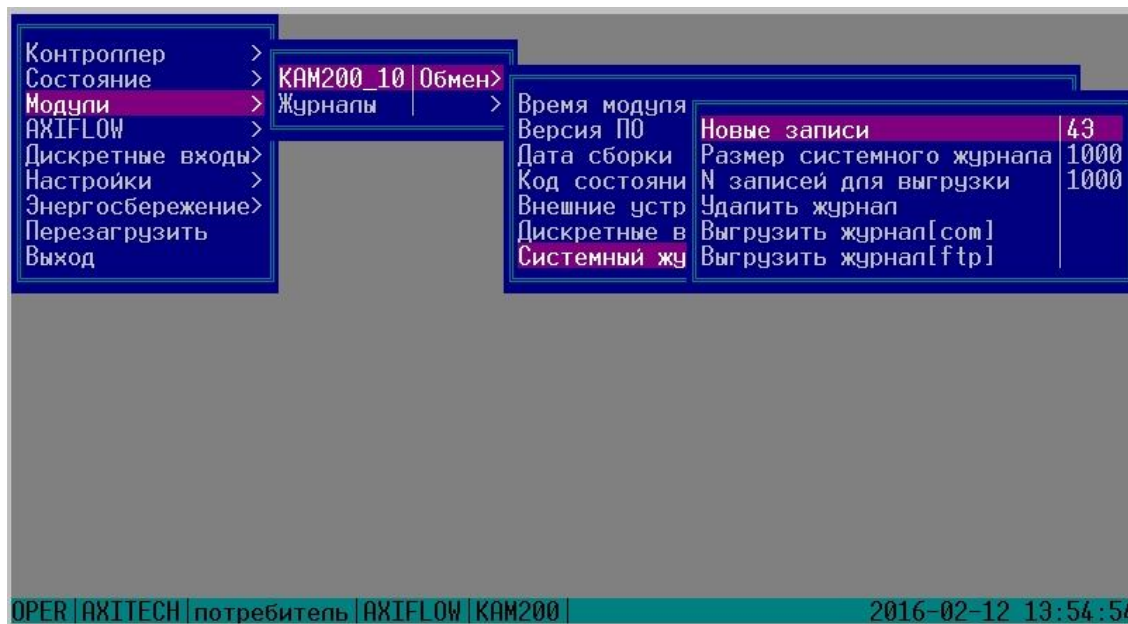 Контроллер >
Состояние >
Модули >
AXIFLOW >
Дискретные входы>
Настройки >
Энергосбережение>
Перезагрузить
Выход
KAM200_10 Обмен>
Журналы >
Время модуля
Версия ПО
Дата сборки
Код состояни
Внешние устр
Дискретные в
Системный жу
Новые записи 43
Размер системного журнала 1000
N записей для выгрузки 1000
Удалить журнал
Выгрузить журнал[com]
Выгрузить журнал[ftp]
OPER|AXITECH|потребитель|AXIFLOW|KAM200| 2016-02-12 13:54:54